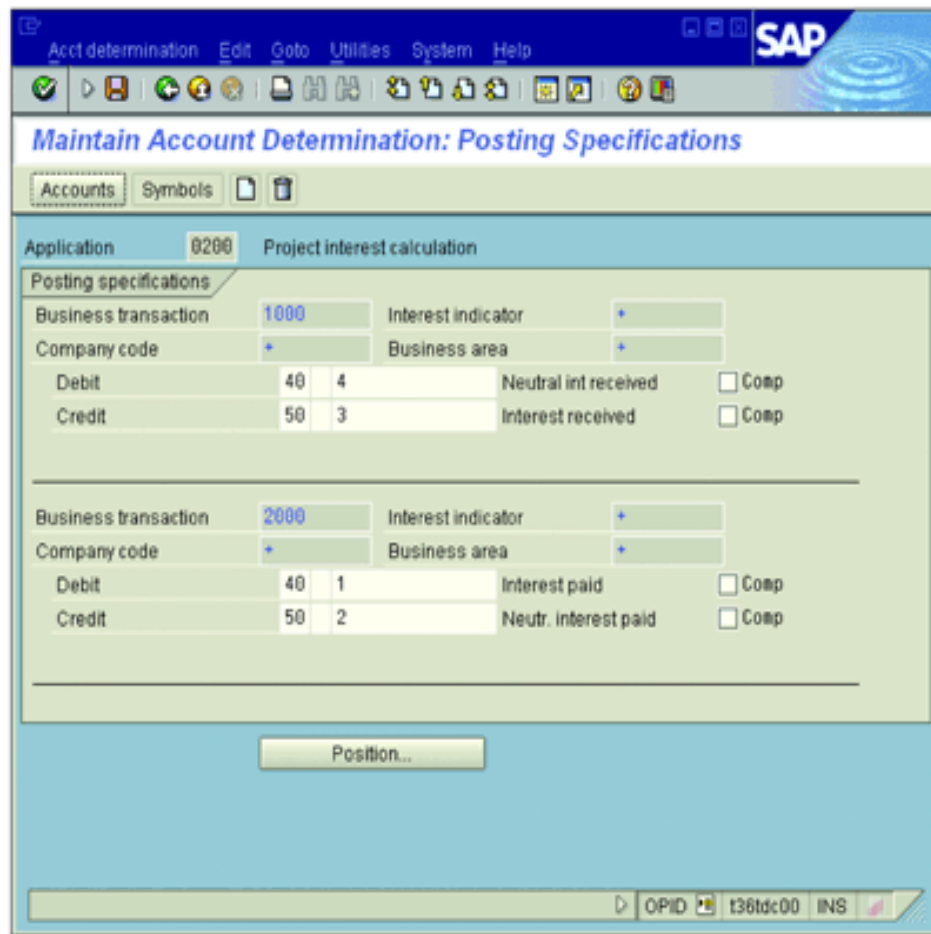 Acct determination Edit Goto Utilities System Help
SAP
Maintain Account Determination: Posting Specifications
Accounts Symbols
Application 0200 Project interest calculation
Posting specifications
Business transaction 1000 Interest indicator +
Company code + Business area +
Debit 40 4 Neutral int received Comp
Credit 50 3 Interest received Comp
Business transaction 2000 Interest indicator +
Company code + Business area +
Debit 40 1 Interest paid Comp
Credit 50 2 Neutr. interest paid Comp
Position...
OPID t36tdc00 INS